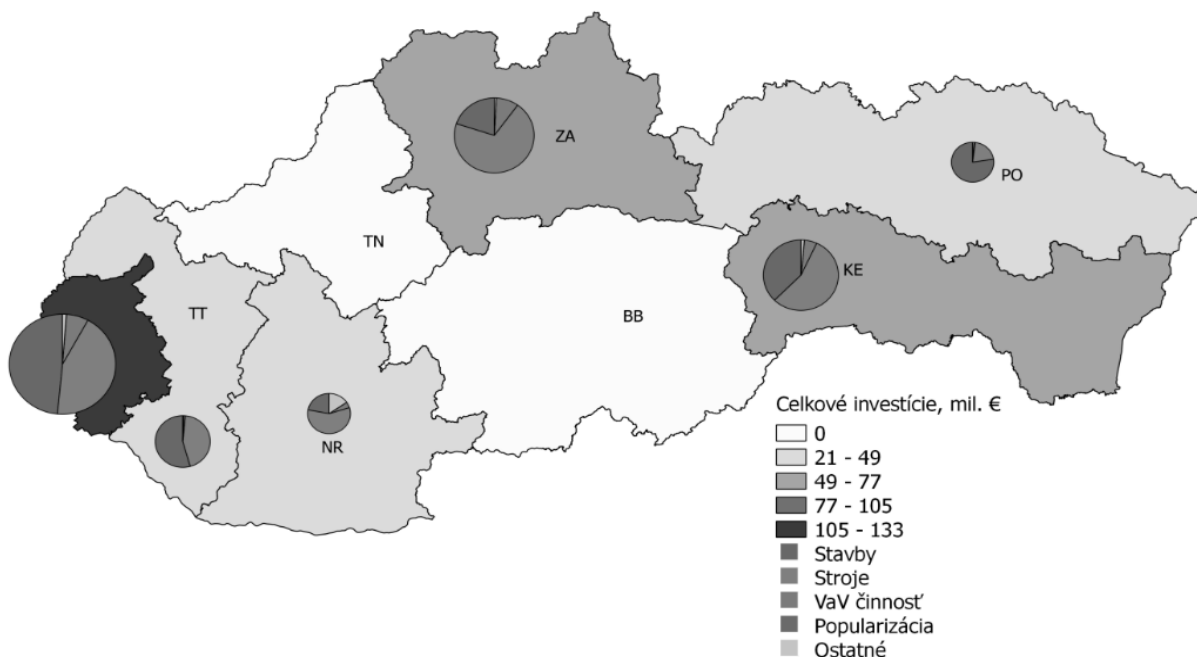 ZA
PO
TN
KE
TT
BB
NR
Celkové investície, mil. €
0
21 - 49
49 - 77
77 - 105
105 - 133
Stavby
Stroje
VaV činnosť
Popularizácia
Ostatné